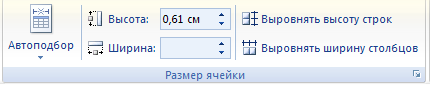 Высота: 0,61 см Выровнять высоту строк
Автоподбор Ширина: Выровнять ширину столбцов
Размер ячейки